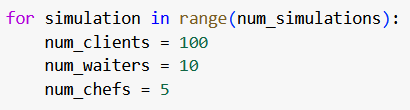 for simulation in range(num_simulations):
    num_clients = 100
    num_waiters = 10
    num_chefs = 5